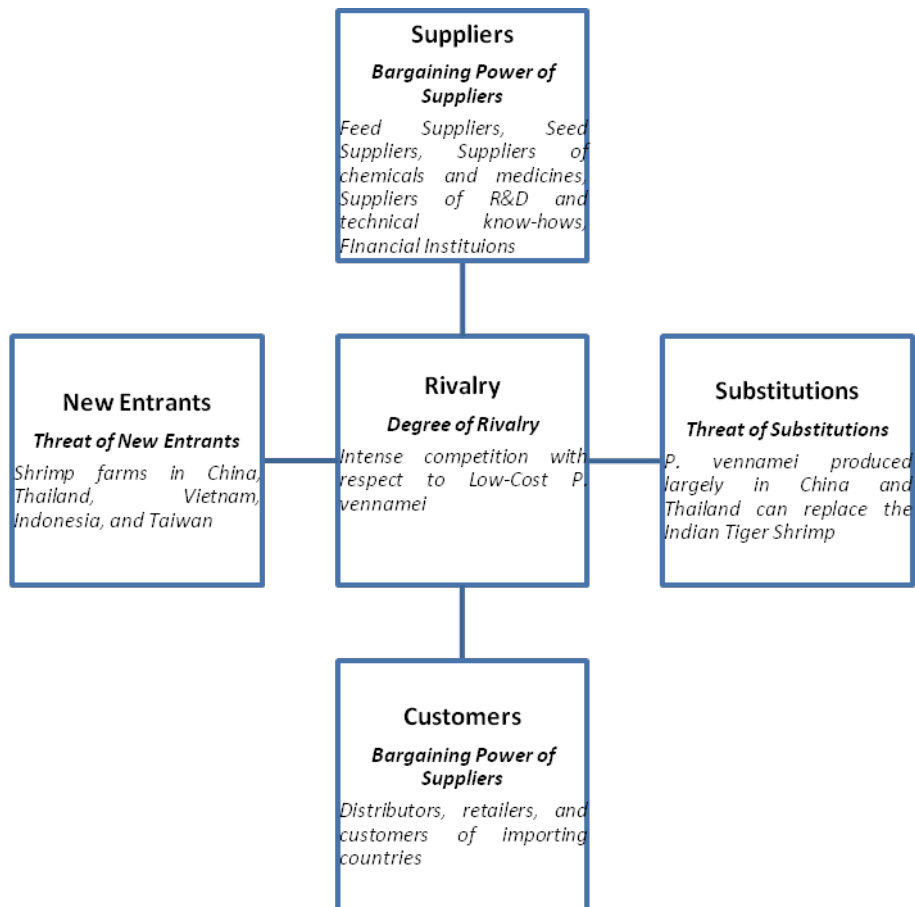 Suppliers
Bargaining Power of
Suppliers
Feed Suppliers, Seed
Suppliers, Suppliers of
chemicals and medicines,
Suppliers of R&D and
technical know-hows,
FInancial Instituions
New Entrants
Threat of New Entrants
Shrimp farms in China,
Thailand, Vietnam,
Indonesia, and Taiwan
Rivalry
Degree of Rivalry
Intense competition with
respect to Low-Cost P.
vennamei
Substitutions
Threat of Substitutions
P. vennamei produced
largely in China and
Thailand can replace the
Indian Tiger Shrimp
Customers
Bargaining Power of
Suppliers
Distributors, retailers, and
customers of importing
countries